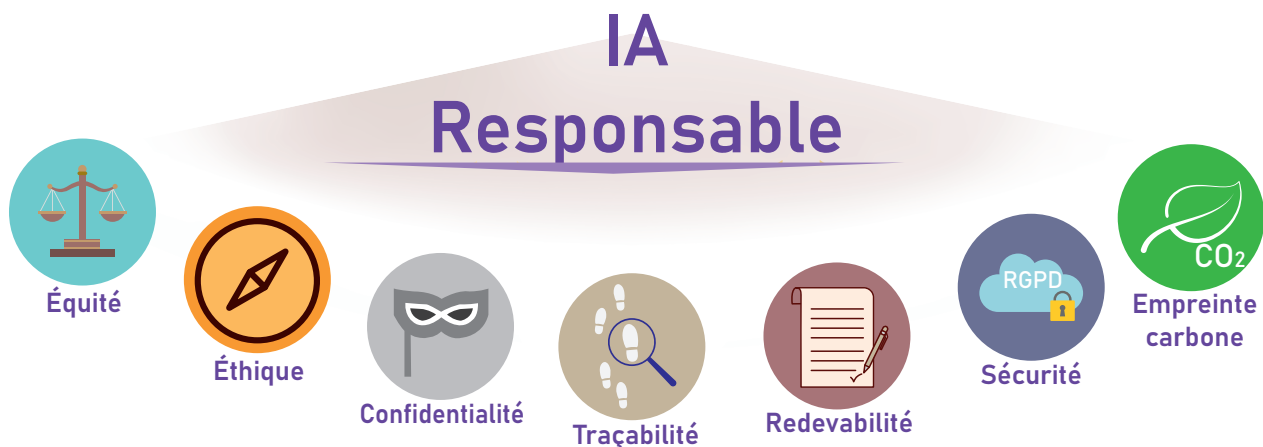 IA
Responsable
Équité
Éthique
Confidentialité
Traçabilité
Redevabilité
RGPD
Sécurité
CO₂
Empreinte
carbone